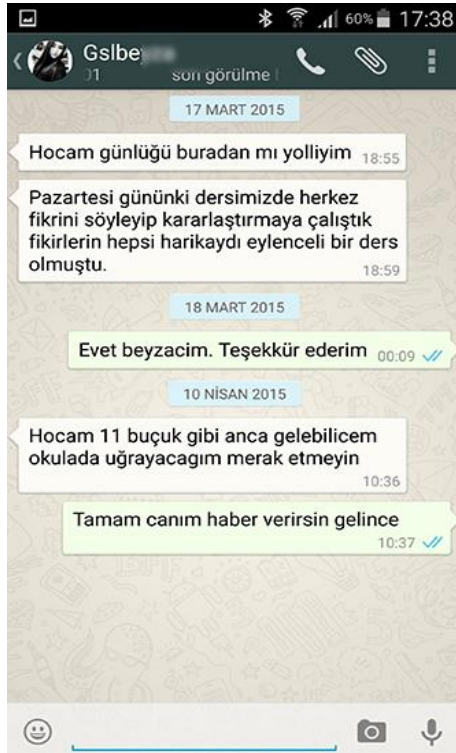 60% 17:38
Gslbe
son görülme
17 MART 2015
Hocam günlüğü buradan mı yolliyim 18:55
Pazartesi gününki dersimizde herkez
fikrini söyleyip kararlaştırmaya çalıştık
fikirlerin hepsi harikaydı eylenceli bir ders
olmuştu.
18:59
18 MART 2015
Evet beyzacim. Teşekkür ederim 00:09
10 NİSAN 2015
Hocam 11 buçuk gibi anca gelebilicem
okulada uğrayacagım merak etmeyin
10:36
Tamam canım haber verirsin gelince
10:37